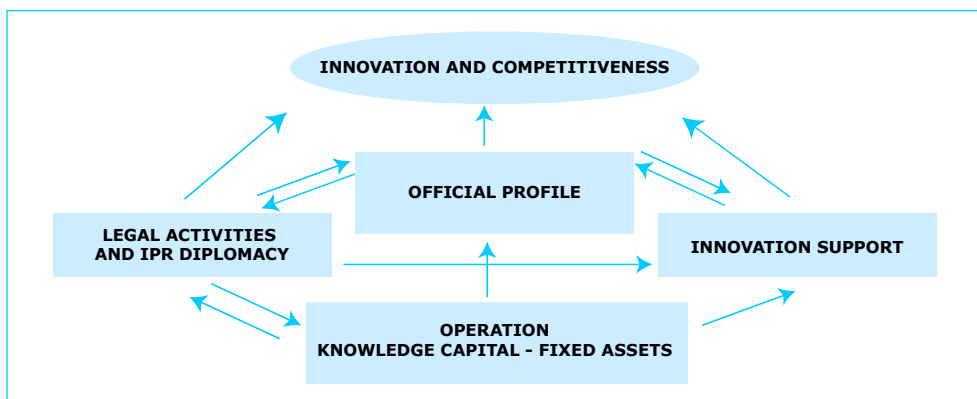 INNOVATION AND COMPETITIVENESS
OFFICIAL PROFILE
LEGAL ACTIVITIES
AND IPR DIPLOMACY
INNOVATION SUPPORT
OPERATION
KNOWLEDGE CAPITAL - FIXED ASSETS